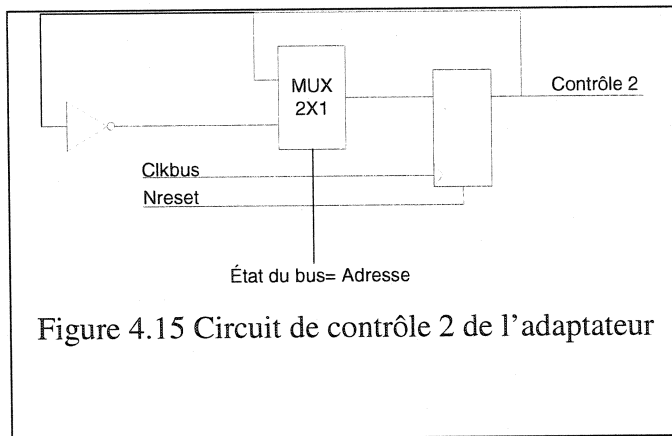 MUX
2X1
Contrôle 2
Clkbus
Nreset
État du bus= Adresse
Figure 4.15 Circuit de contrôle 2 de l'adaptateur